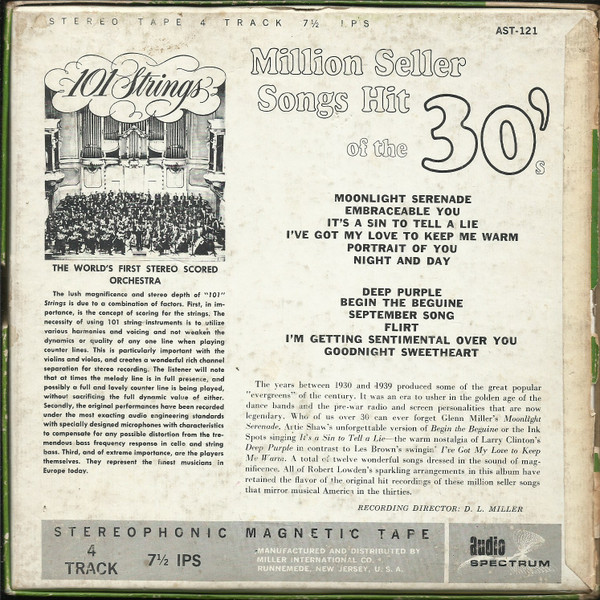 STEREO TAPE 4 TRACK 7½ IPS
AST-121
101 Strings
THE WORLD'S FIRST STEREO SCORED
ORCHESTRA
The lush magnificence and stereo depth of "101"
Strings is due to a combination of factors. First, in im-
portance, is the concept of scoring for the strings. The
necessity of using 101 string instruments is to utilize
various harmonies and voicing and not weaken the
dynamics or quality of any one line when playing
counter lines. This is particularly important with the
violins and violas, and creates a wonderful rich channel
separation for stereo recording. The listener will note
that at times the melody line is in full presence, and
possibly a full and lovely counter line is being played,
without sacrificing the full dynamic value of either.
Secondly, the original performances have been recorded
under the most exacting audio engineering standards
with specially designed microphones with characteristics
to compensate for any possible distortion from the tre-
mendous bass frequency response in cello and string
bass. Third, and of extreme importance, are the players
themselves. They represent the finest musicians in
Europe today.
Million Seller
Songs Hit
of the 30's
MOONLIGHT SERENADE
EMBRACEABLE YOU
IT'S A SIN TO TELL A LIE
I'VE GOT MY LOVE TO KEEP ME WARM
PORTRAIT OF YOU
NIGHT AND DAY
DEEP PURPLE
BEGIN THE BEGUINE
SEPTEMBER SONG
FLIRT
I'M GETTING SENTIMENTAL OVER YOU
GOODNIGHT SWEETHEART
The years between 1930 and 1939 produced some of the great popular
"evergreens" of the century. It was an era to usher in the golden age of the
dance bands and the pre-war radio and screen personalities that are now
legendary. Who of us over 30 can ever forget Glenn Miller's Moonlight
Serenade, Artie Shaw's unforgettable version of Begin the Beguine or the Ink
Spots singing It's a Sin to Tell a Lie—the warm nostalgia of Larry Clinton's
Deep Purple in contrast to Les Brown's swingin' I've Got My Love to Keep
Me Warm. A total of twelve wonderful songs dressed in the sound of mag-
nificence. All of Robert Lowden's sparkling arrangements in this album have
retained the flavor of the original hit recordings of these million seller songs
that mirror musical America in the thirties.
RECORDING DIRECTOR: D. L. MILLER
STEREOPHONIC MAGNETIC TAPE
4
TRACK
7½ IPS
MANUFACTURED AND DISTRIBUTED BY
MILLER INTERNATIONAL CO.
RUNNEMEDE, NEW JERSEY, U. S. A.
audio
SPECTRUM